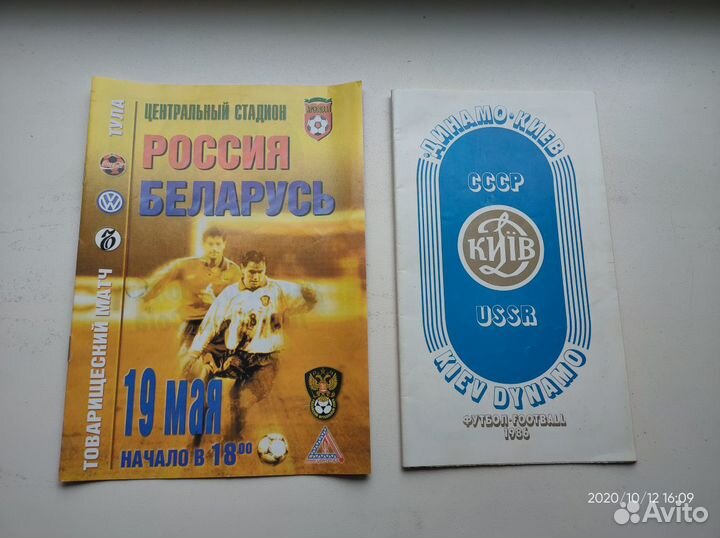 ТУЛА
ТОВАРИЩЕСКИЙ МАТЧ
ЦЕНТРАЛЬНЫЙ СТАДИОН
РОССИЯ
БЕЛАРУСЬ
19 мая
НАЧАЛО В 18⁰⁰
·ДИНАМО·КИЕВ
СССР
КИЇВ
USSR
KIEV DYNAMO
ФУТБОЛ-FOOTBALL
1986
2020/10/12 16:09
Avito